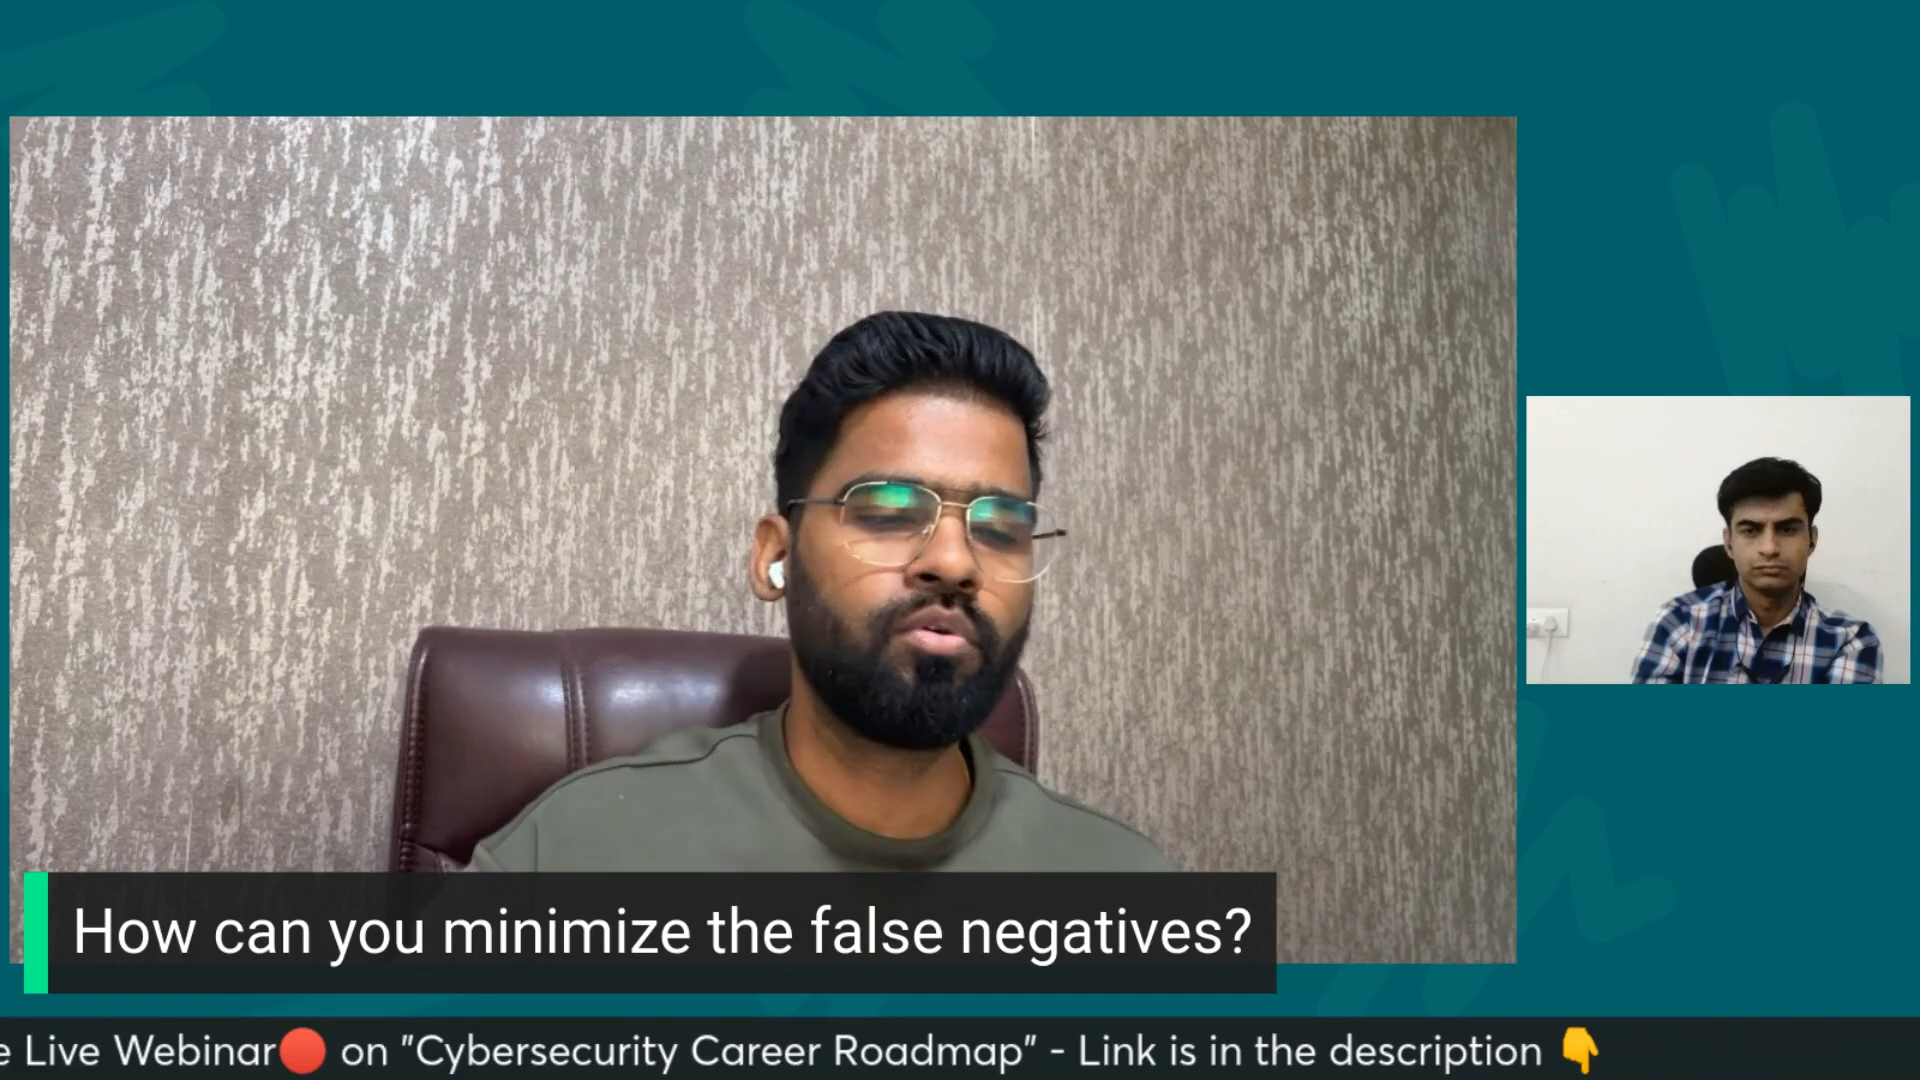 How can you minimize the false negatives?
e Live Webinar🔴 on "Cybersecurity Career Roadmap" - Link is in the description 👇